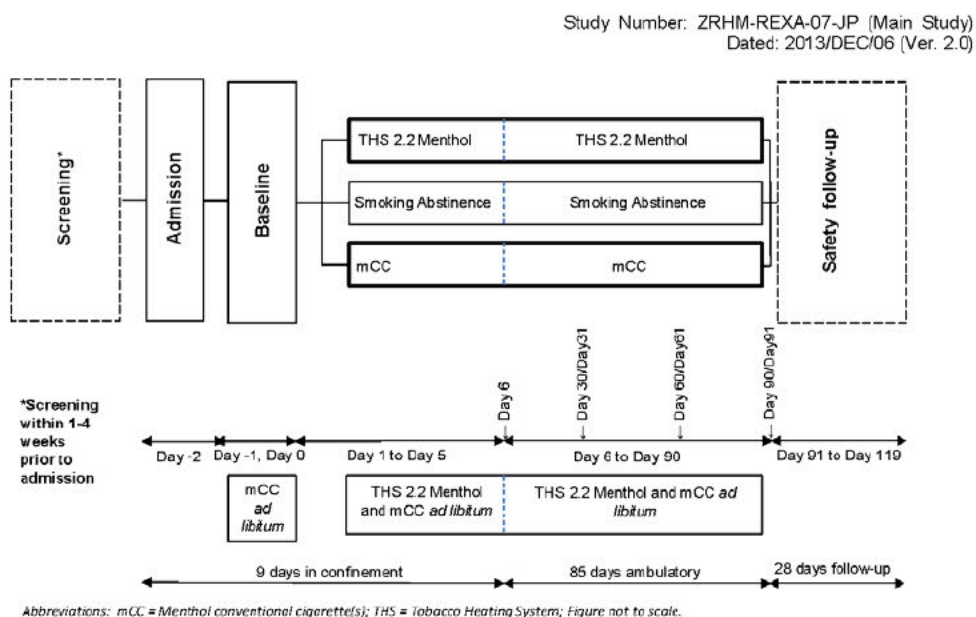 Study Number: ZRHM-REXA-07-JP (Main Study)
Dated: 2013/DEC/06 (Ver. 2.0)
Screening*
Admission
Baseline
THS 2.2 Menthol
THS 2.2 Menthol
Smoking Abstinence
Smoking Abstinence
mCC
mCC
Safety follow-up
*Screening
within 1-4
weeks
prior to
admission
Day 6
Day 30/Day31
Day 60/Day61
Day 90/Day91
Day -2
Day -1, Day 0
Day 1 to Day 5
Day 6 to Day 90
Day 91 to Day 119
mCC
ad
libitum
THS 2.2 Menthol
and mCC ad libitum
THS 2.2 Menthol and mCC ad
libitum
9 days in confinement
85 days ambulatory
28 days follow-up
Abbreviations: mCC = Menthol conventional cigarette(s); THS = Tobacco Heating System; Figure not to scale.